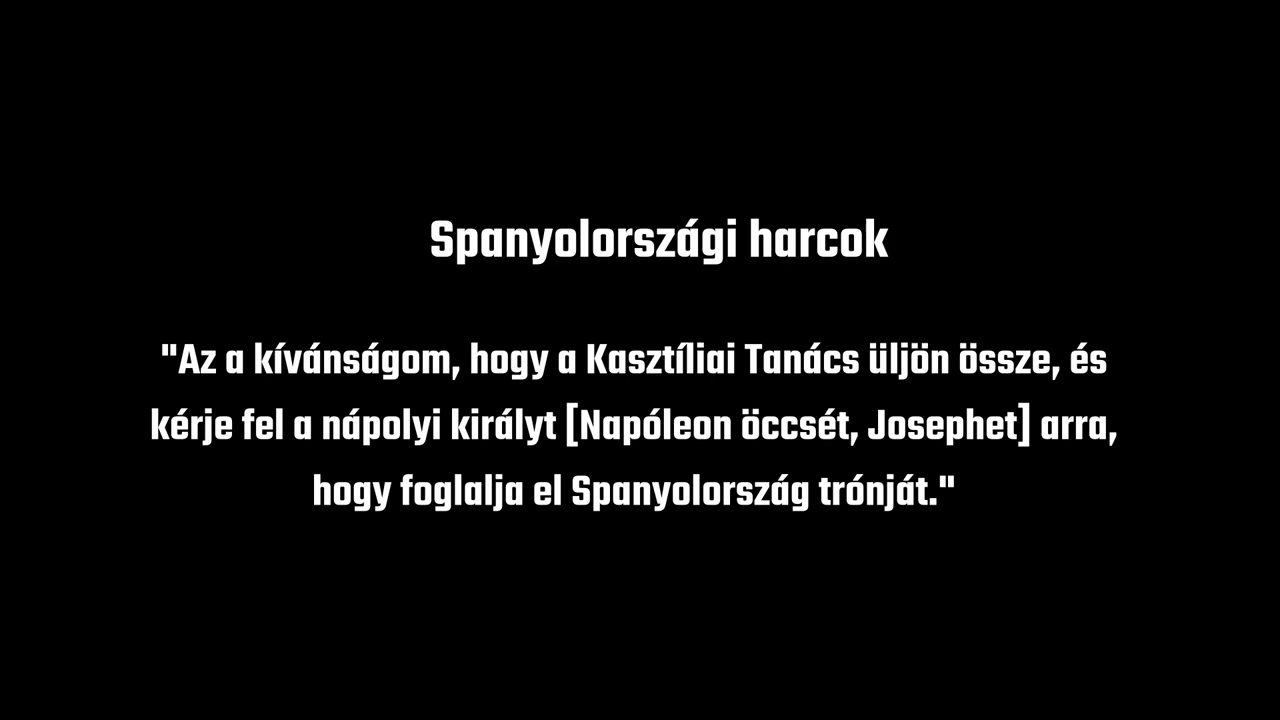 Spanyolországi harcok
"Az a kívánságom, hogy a Kasztíliai Tanács üljön össze, és
kérje fel a nápolyi királyt [Napóleon öccsét, Josephet] arra,
hogy foglalja el Spanyolország trónját."